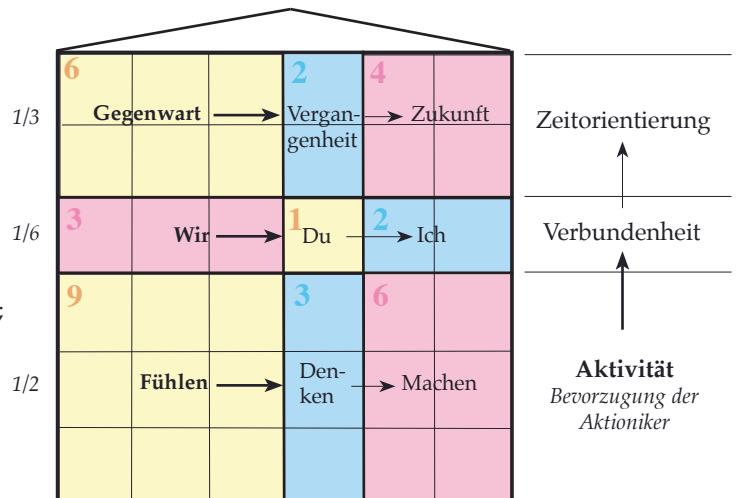 6 2 4
1/3 Gegenwart Vergan- Zukunft Zeitorientierung
genheit
3 1 2
1/6 Wir Du Ich Verbundenheit
9 3 6
;
1/2 Fühlen Den- Machen Aktivität
ken Bevorzugung der
Aktioniker